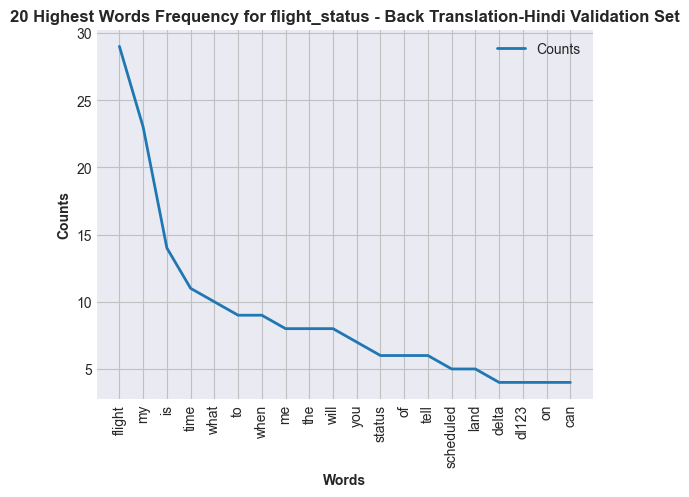 20 Highest Words Frequency for flight_status - Back Translation-Hindi Validation Set
Counts
30
25
20
15
10
5
Counts
flight
my
is
time
what
to
when
me
the
will
you
status
of
tell
scheduled
land
delta
dl123
on
can
Words